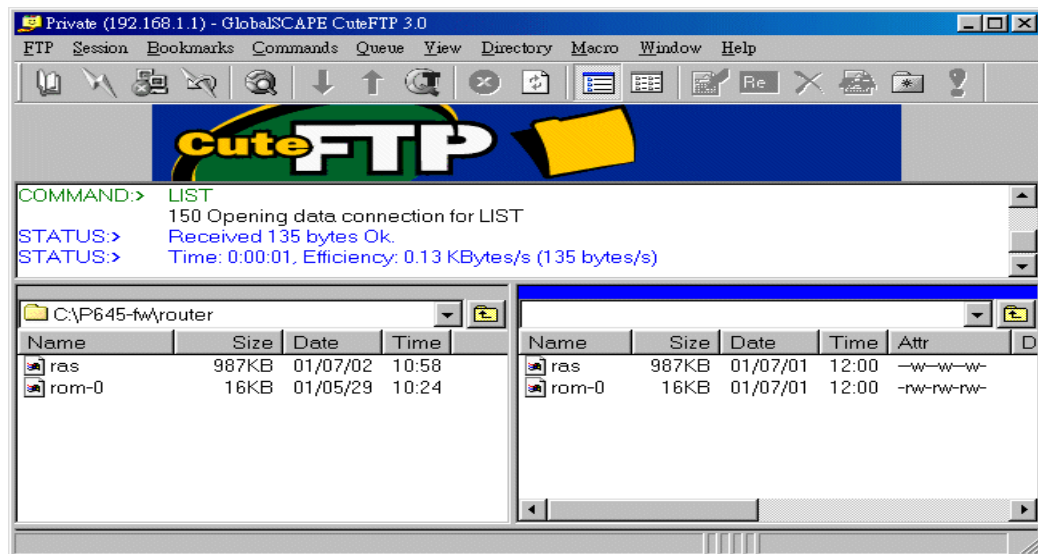 Private (192.168.1.1) - GlobalSCAPE CuteFTP 3.0
FTP Session Bookmarks Commands Queue View Directory Macro Window Help
Re
cuteFTP
COMMAND:> LIST
150 Opening data connection for LIST
STATUS:> Received 135 bytes Ok.
STATUS:> Time: 0:00:01, Efficiency: 0.13 KBytes/s (135 bytes/s)
C:\P645-fw\router
Name Size Date Time
ras 987KB 01/07/02 10:58
rom-0 16KB 01/05/29 10:24
Name Size Date Time Attr D
ras 987KB 01/07/01 12:00 --w--w--w-
rom-0 16KB 01/07/01 12:00 -rw-rw-rw-